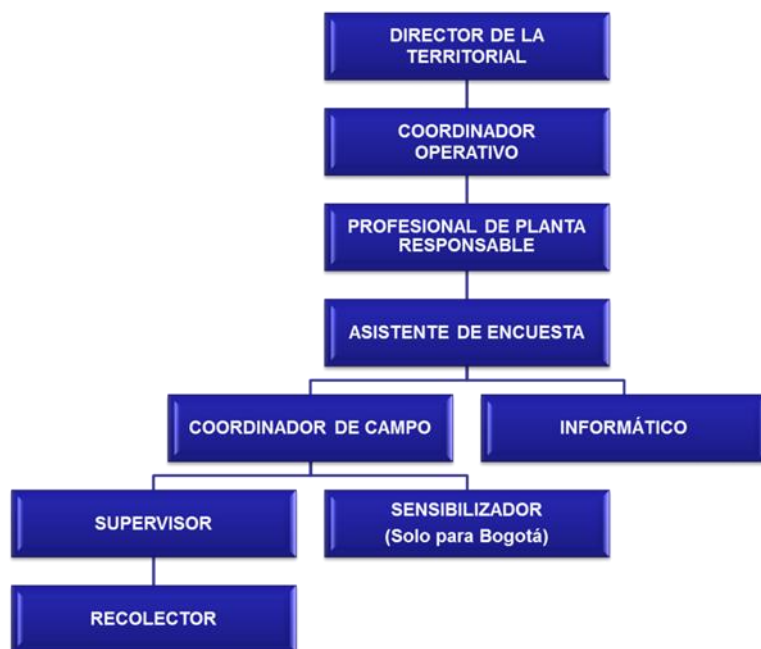 DIRECTOR DE LA
TERRITORIAL
COORDINADOR
OPERATIVO
PROFESIONAL DE PLANTA
RESPONSABLE
ASISTENTE DE ENCUESTA
COORDINADOR DE CAMPO
INFORMÁTICO
SUPERVISOR
SENSIBILIZADOR
(Solo para Bogotá)
RECOLECTOR